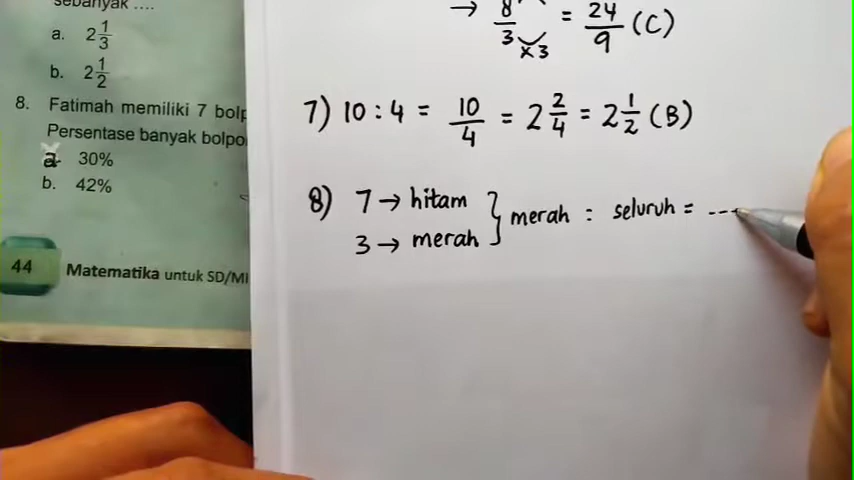 sebanyak ....
a. 2 1/3
b. 2 1/2
8. Fatimah memiliki 7
Persentase banyak
a. 30%
b. 42%
44 Matematika untuk SD/MI
→ 8/3 ×3 = 24/9 (C)
7) 10 : 4 = 10/4 = 2 2/4 = 2 1/2 (B)
8) 7 → hitam
3 → merah } merah : seluruh = ----